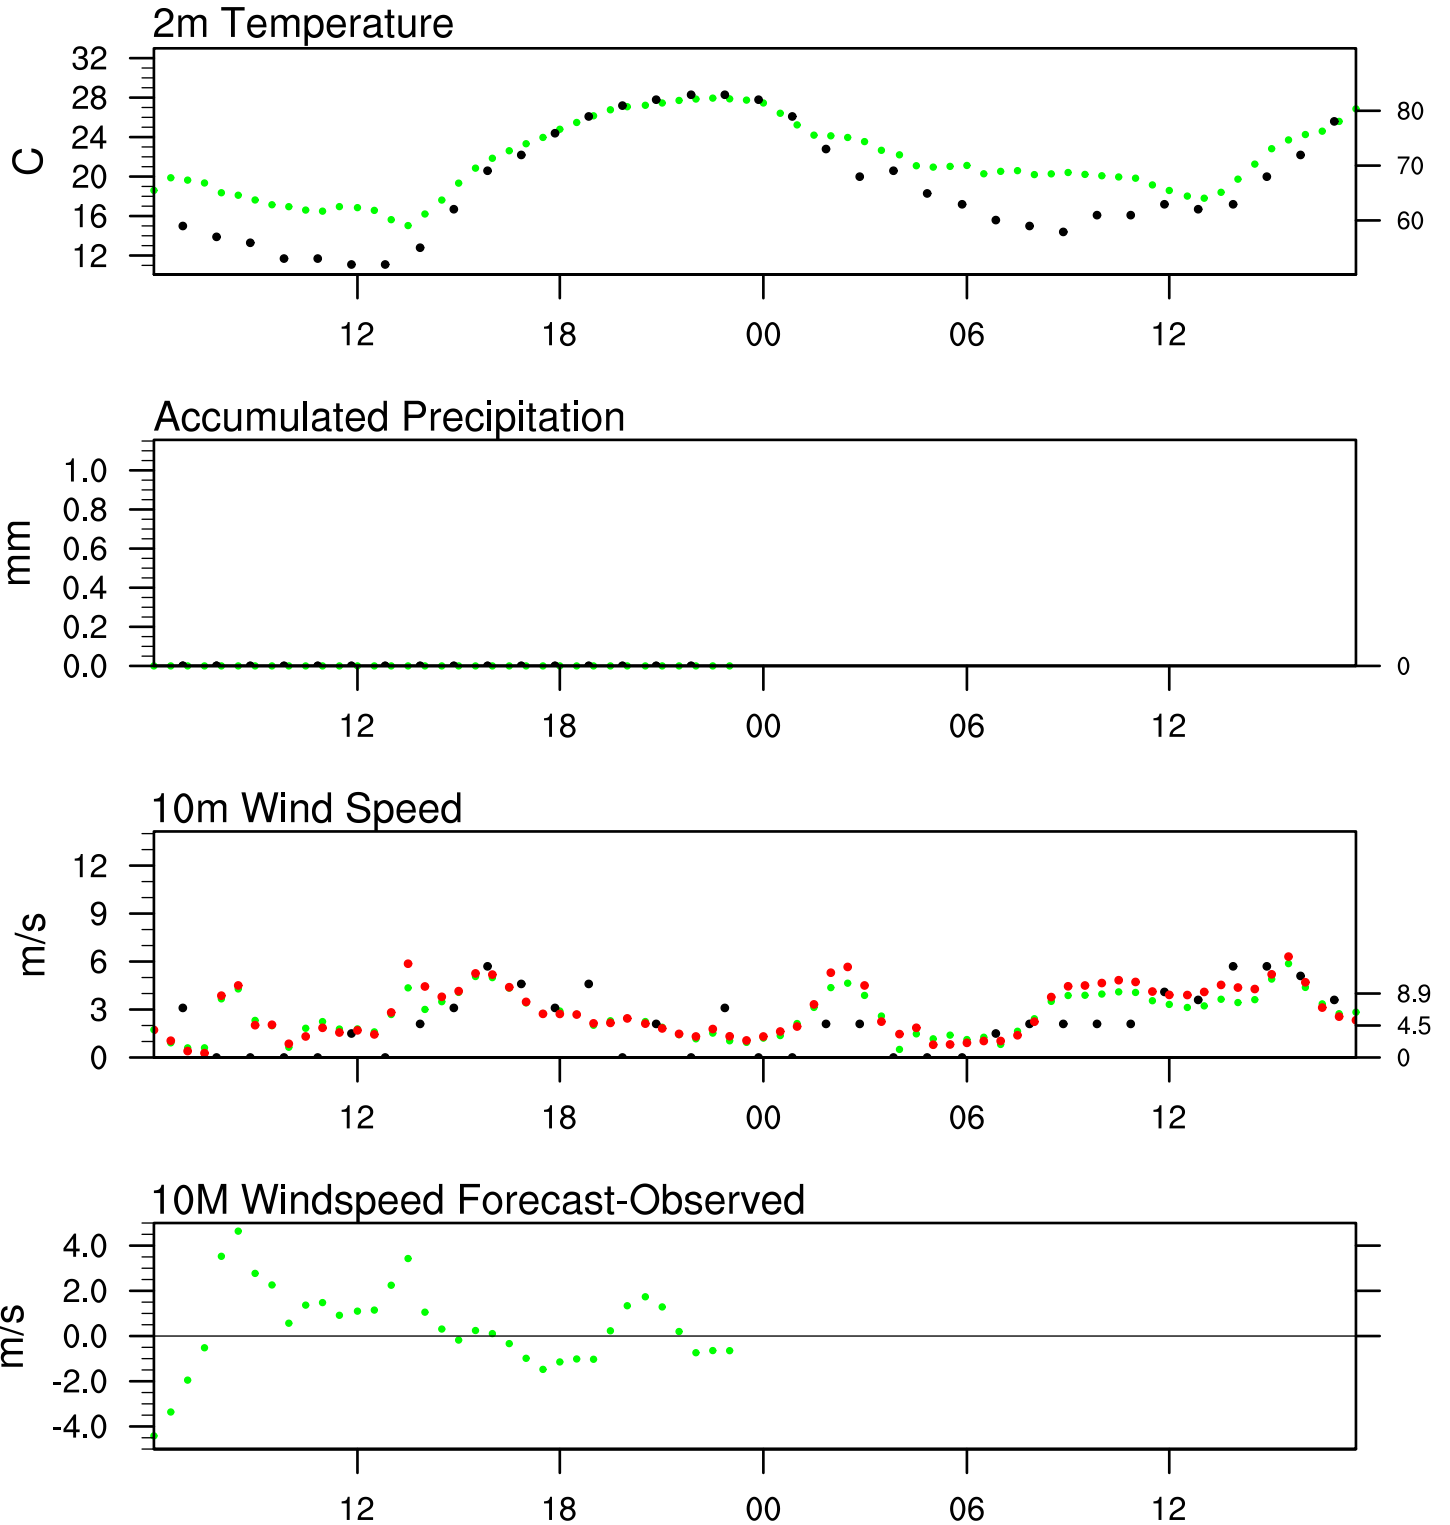 2m Temperature
C
32
28
24
20
16
12
80
70
60
12 18 00 06 12
Accumulated Precipitation
mm
1.0
0.8
0.6
0.4
0.2
0.0
0
12 18 00 06 12
10m Wind Speed
m/s
12
9
6
3
0
8.9
4.5
0
12 18 00 06 12
10M Windspeed Forecast-Observed
m/s
4.0
2.0
0.0
-2.0
-4.0
12 18 00 06 12